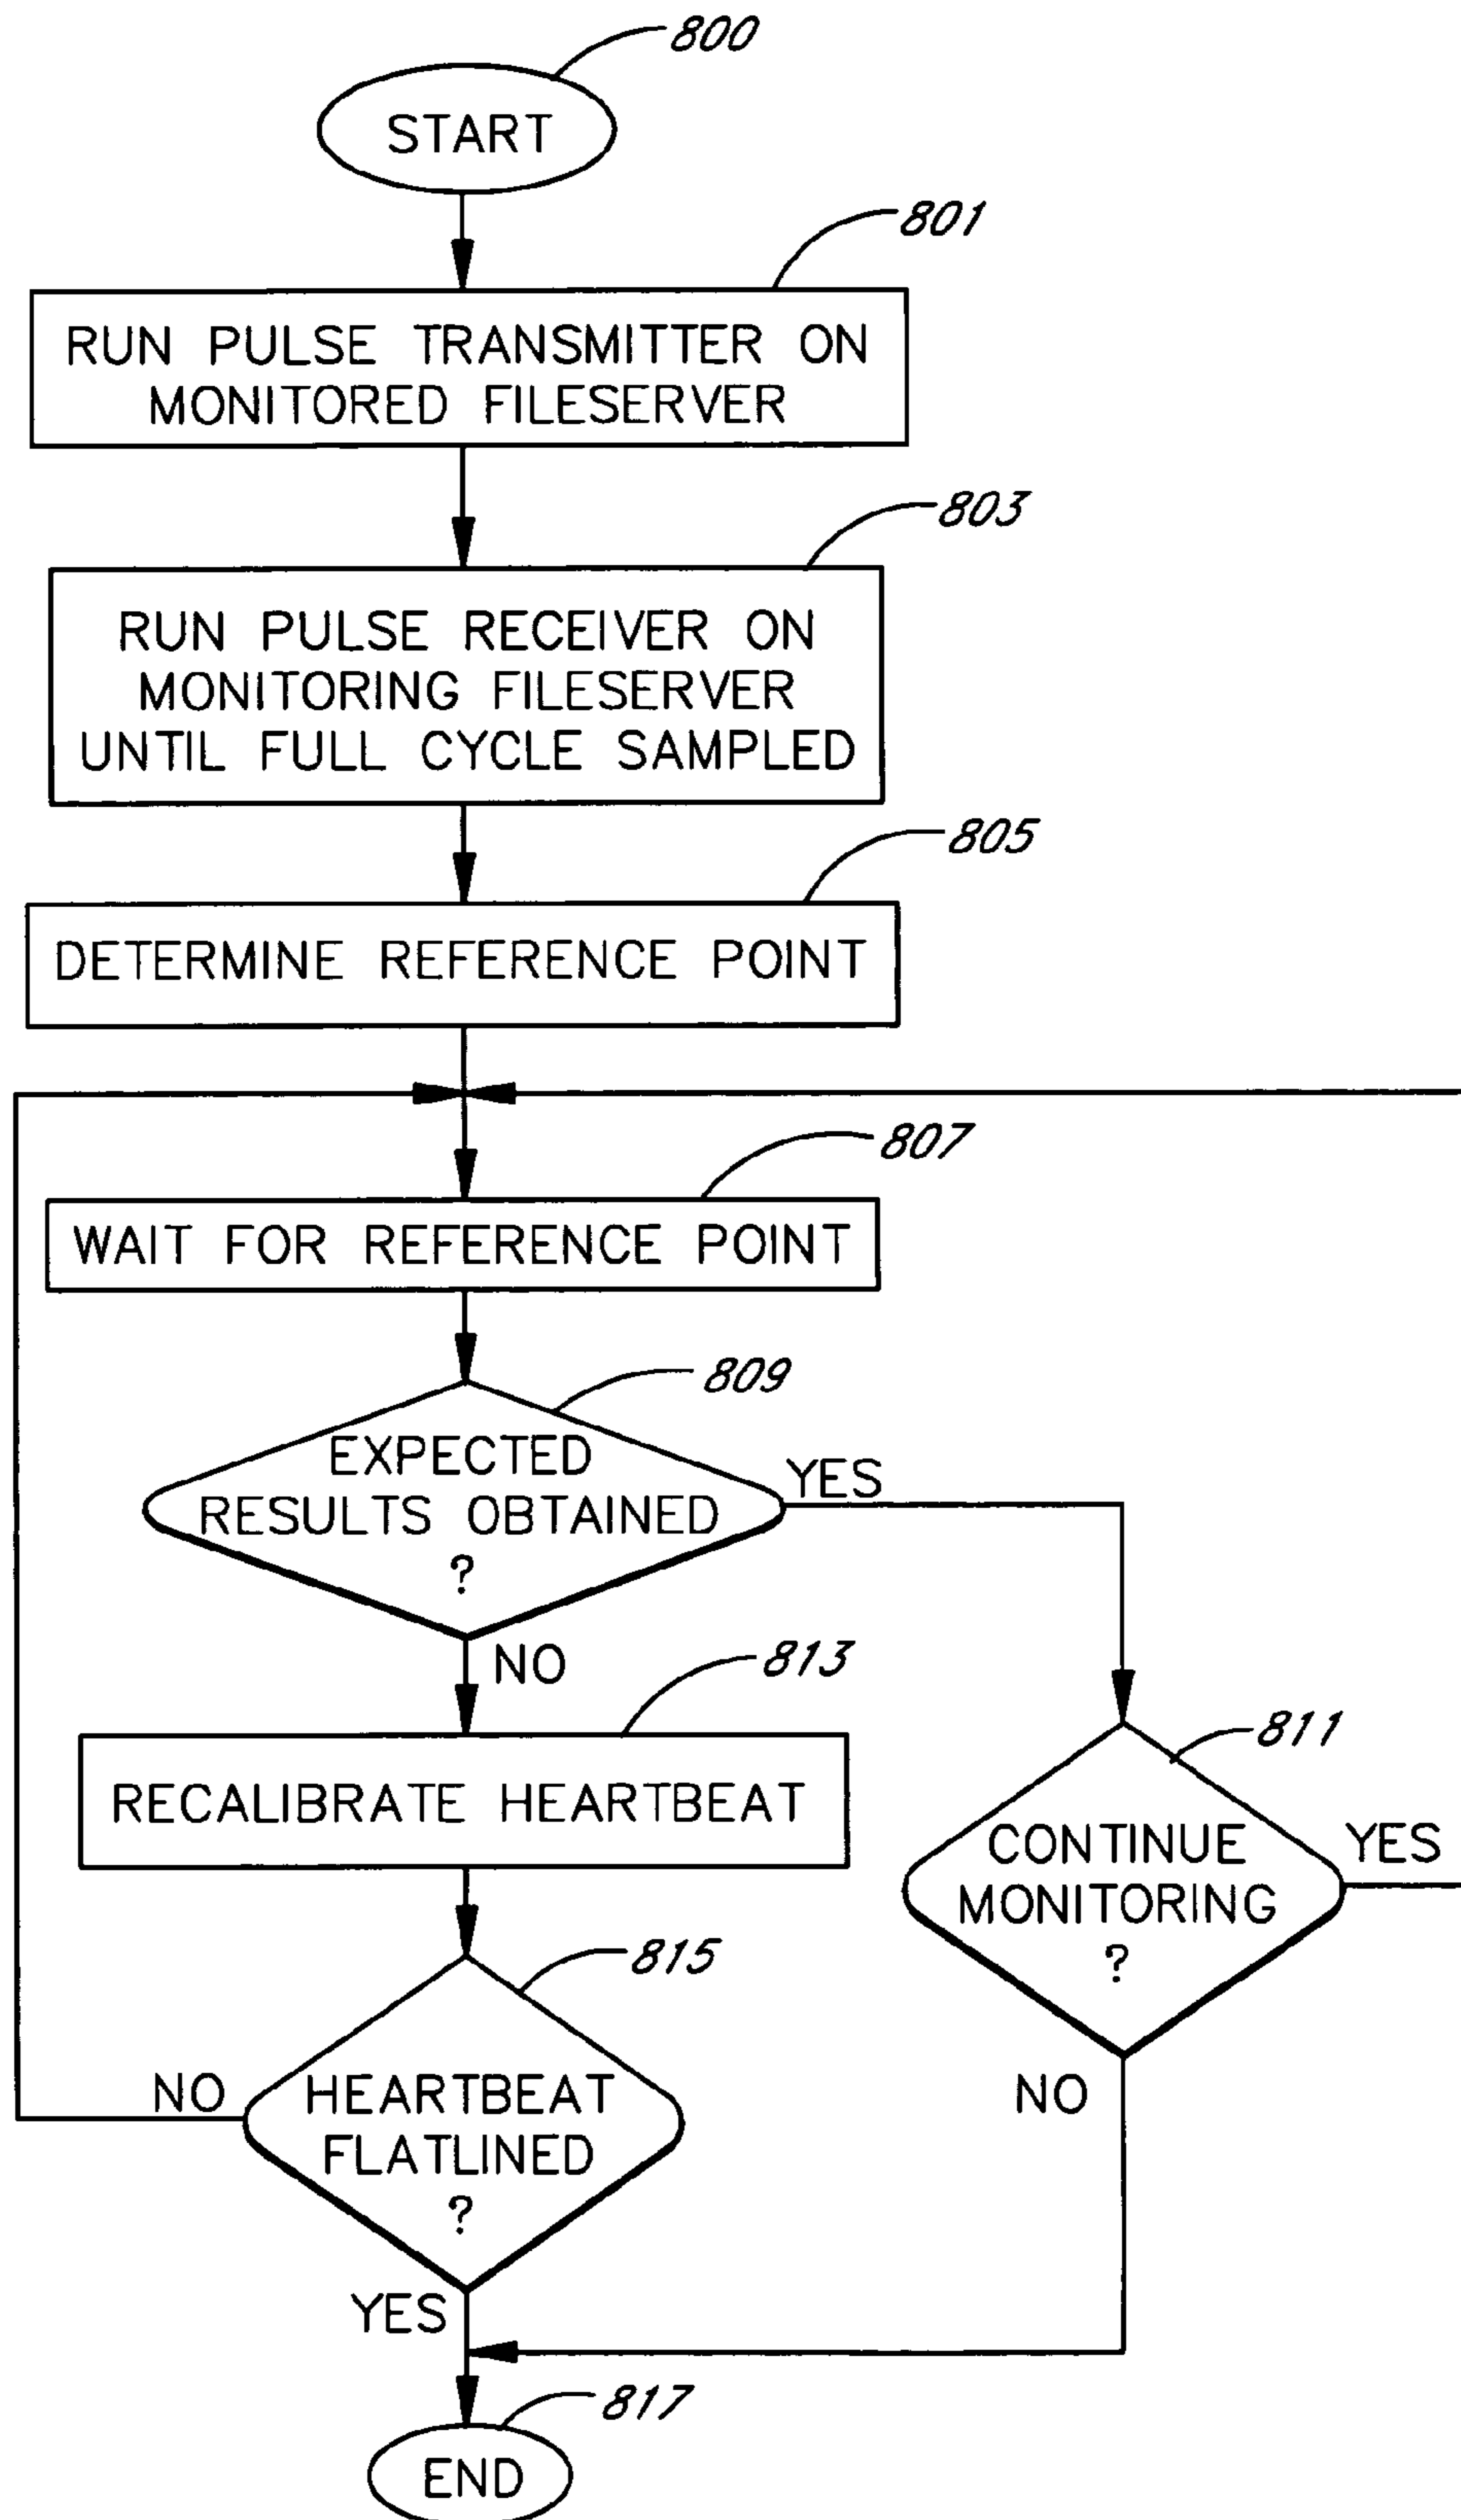 800
START
801
RUN PULSE TRANSMITTER ON
MONITORED FILESERVER
803
RUN PULSE RECEIVER ON
MONITORING FILESERVER
UNTIL FULL CYCLE SAMPLED
805
DETERMINE REFERENCE POINT
807
WAIT FOR REFERENCE POINT
809
EXPECTED
RESULTS OBTAINED
?
YES
NO
813
RECALIBRATE HEARTBEAT
811
CONTINUE
MONITORING
?
YES
NO
815
HEARTBEAT
FLATLINED
?
NO
YES
817
END